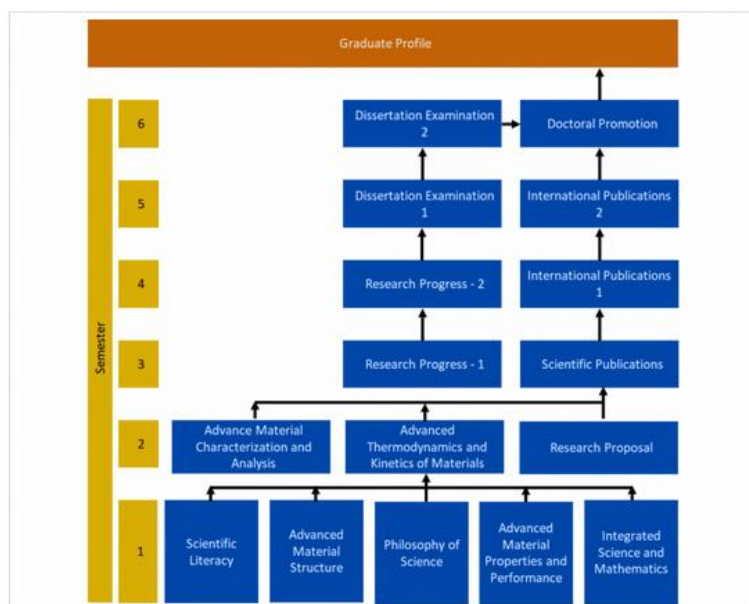 Graduate Profile
6
Dissertation Examination
2
Doctoral Promotion
5
Dissertation Examination
1
International Publications
2
4
Research Progress - 2
International Publications
1
3
Research Progress - 1
Scientific Publications
Semester
2
Advance Material
Characterization and
Analysis
Advanced
Thermodynamics and
Kinetics of Materials
Research Proposal
1
Scientific
Literacy
Advanced
Material
Structure
Philosophy of
Science
Advanced
Material
Properties and
Performance
Integrated
Science and
Mathematics